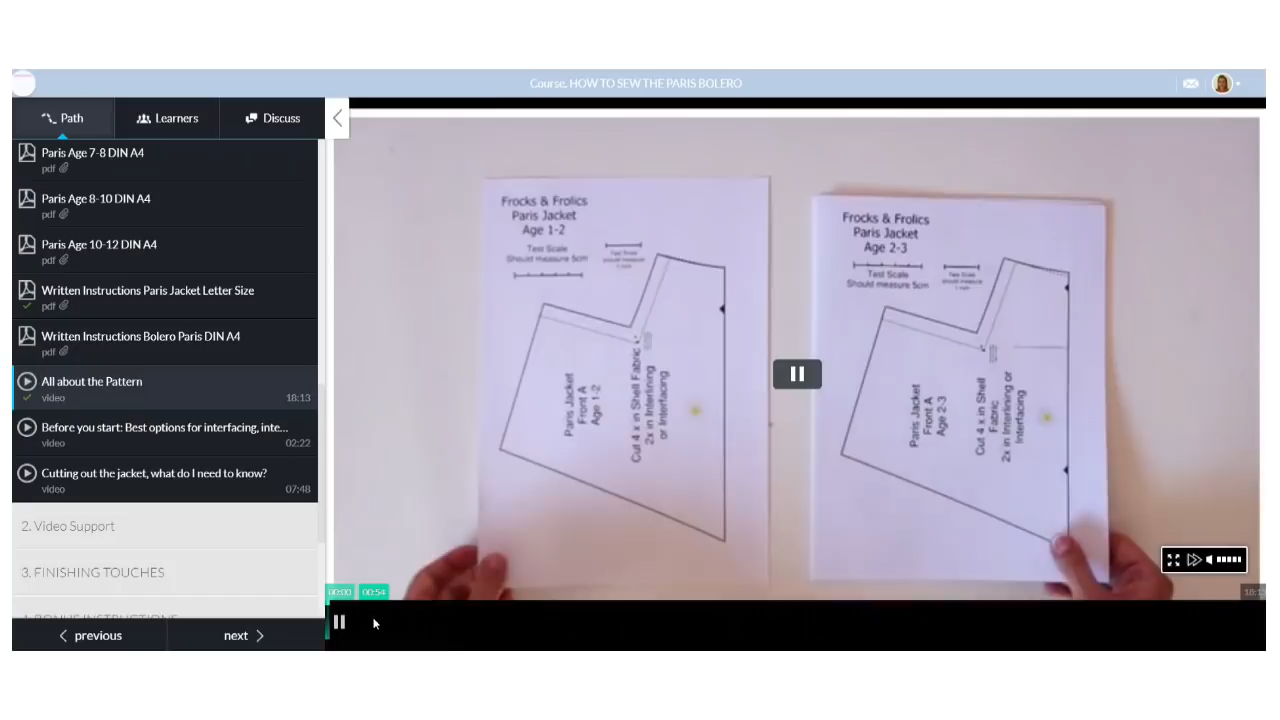 Course. HOW TO SEW THE PARIS BOLERO
Path
Learners
Discuss
Paris Age 7-8 DIN A4
pdf
Paris Age 8-10 DIN A4
pdf
Paris Age 10-12 DIN A4
pdf
Written Instructions Paris Jacket Letter Size
pdf
Written Instructions Bolero Paris DIN A4
pdf
All about the Pattern
video 18:13
Before you start: Best options for interfacing, inte...
video 02:22
Cutting out the jacket, what do I need to know?
video 07:48
2. Video Support
3. FINISHING TOUCHES
previous
next
Frocks & Frolics
Paris Jacket
Age 1-2
Test Scale
Should measure 5cm
Paris Jacket
Front A
Age 1-2
Cut 4 x in Shell Fabric
2x in Interlining
or Interfacing
Frocks & Frolics
Paris Jacket
Age 2-3
Test Scale
Should measure 5cm
Paris Jacket
Front A
Age 2-3
Cut 4 x in Shell
Fabric
2x in Interlining or
Interfacing
00:00
00:54